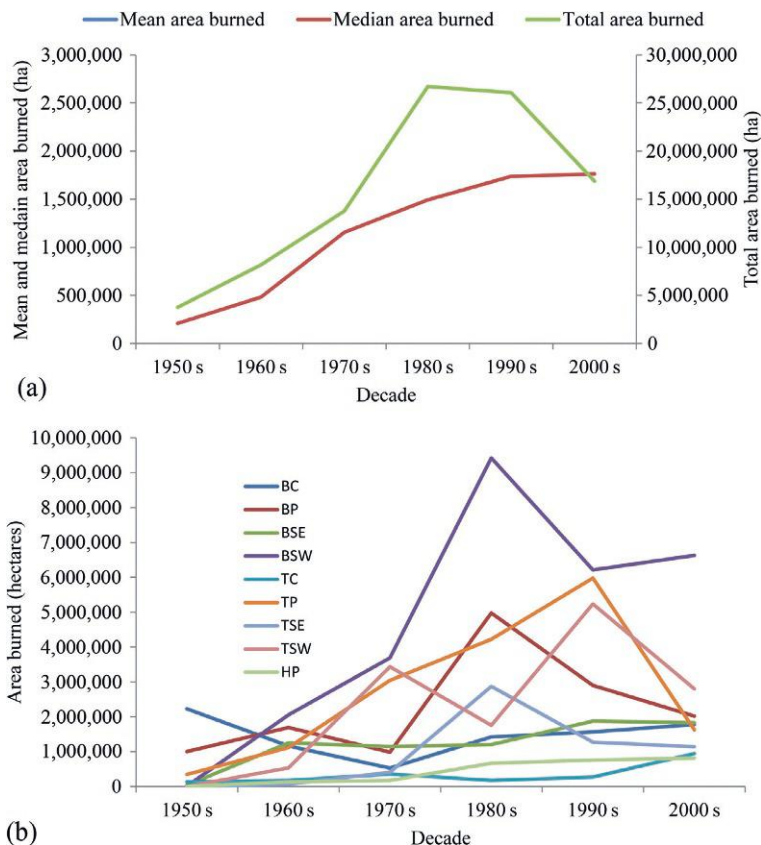 Mean area burned Median area burned Total area burned
Mean and medain area burned (ha)
3,000,000
2,500,000
2,000,000
1,500,000
1,000,000
500,000
0
30,000,000
25,000,000
20,000,000
15,000,000
10,000,000
5,000,000
0
Total area burned (ha)
1950 s 1960 s 1970 s 1980 s 1990 s 2000 s
Decade
(a)
Area burned (hectares)
10,000,000
9,000,000
8,000,000
7,000,000
6,000,000
5,000,000
4,000,000
3,000,000
2,000,000
1,000,000
0
BC
BP
BSE
BSW
TC
TP
TSE
TSW
HP
1950 s 1960 s 1970 s 1980 s 1990 s 2000 s
Decade
(b)